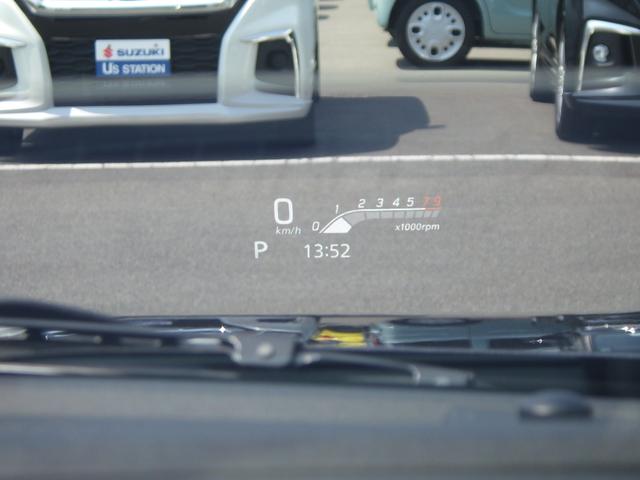 SUZUKI
U's STATION
0 km/h
0 1 2 3 4 5 7 9
x1000rpm
P 13:52